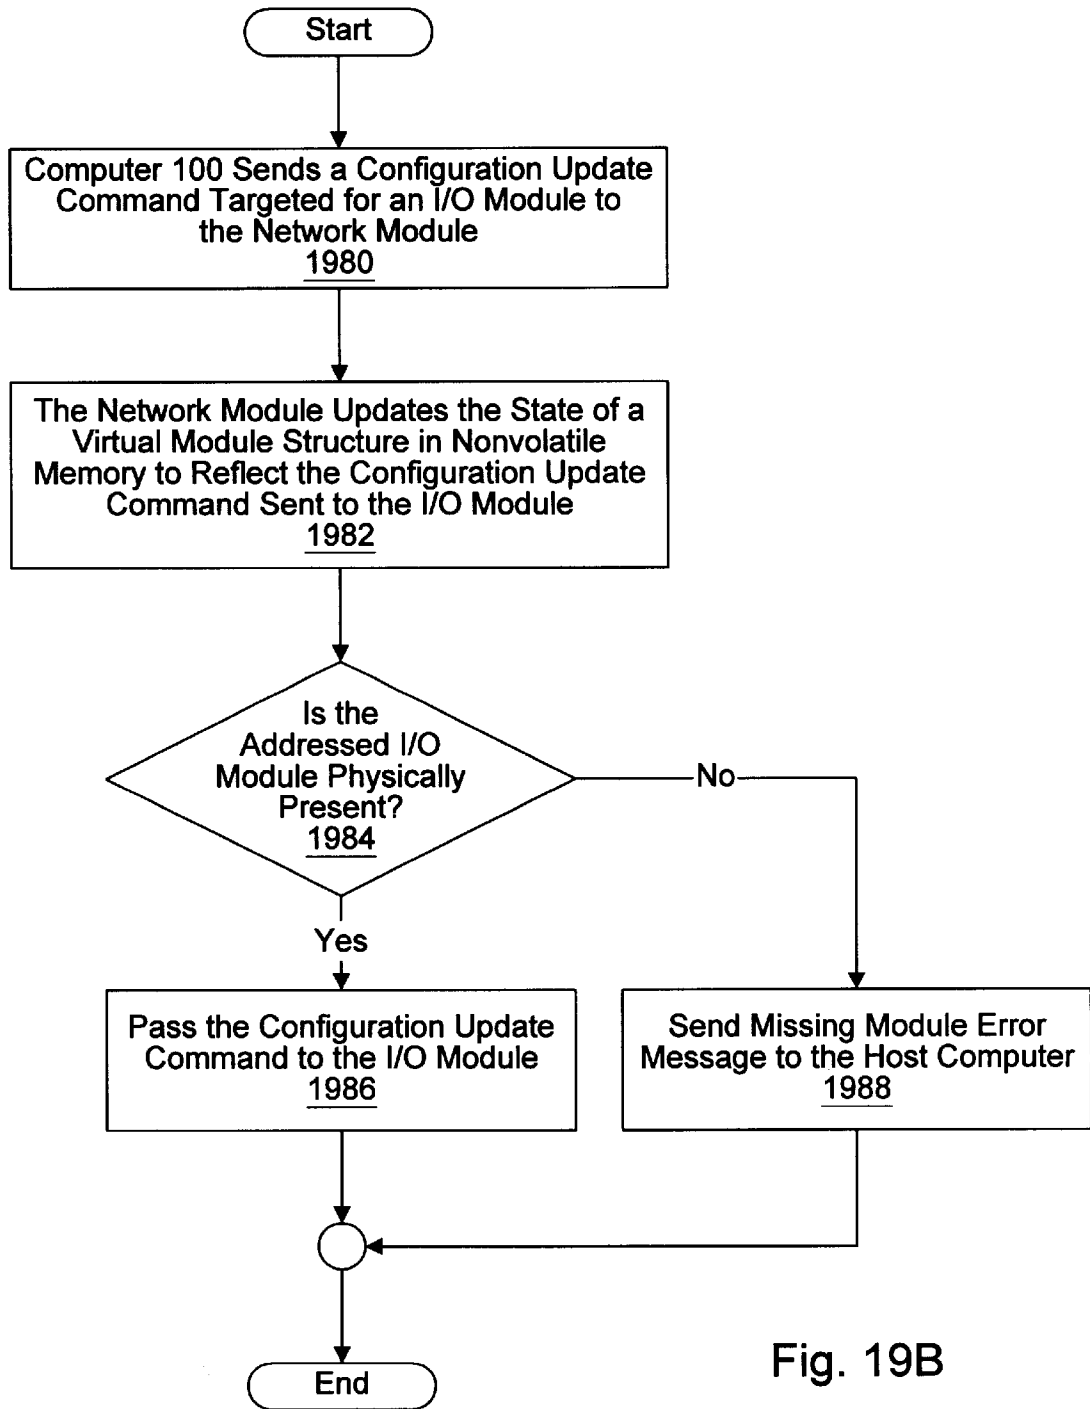 Start
Computer 100 Sends a Configuration Update
Command Targeted for an I/O Module to
the Network Module
1980
The Network Module Updates the State of a
Virtual Module Structure in Nonvolatile
Memory to Reflect the Configuration Update
Command Sent to the I/O Module
1982
Is the
Addressed I/O
Module Physically
Present?
1984
No
Yes
Pass the Configuration Update
Command to the I/O Module
1986
Send Missing Module Error
Message to the Host Computer
1988
End
Fig. 19B